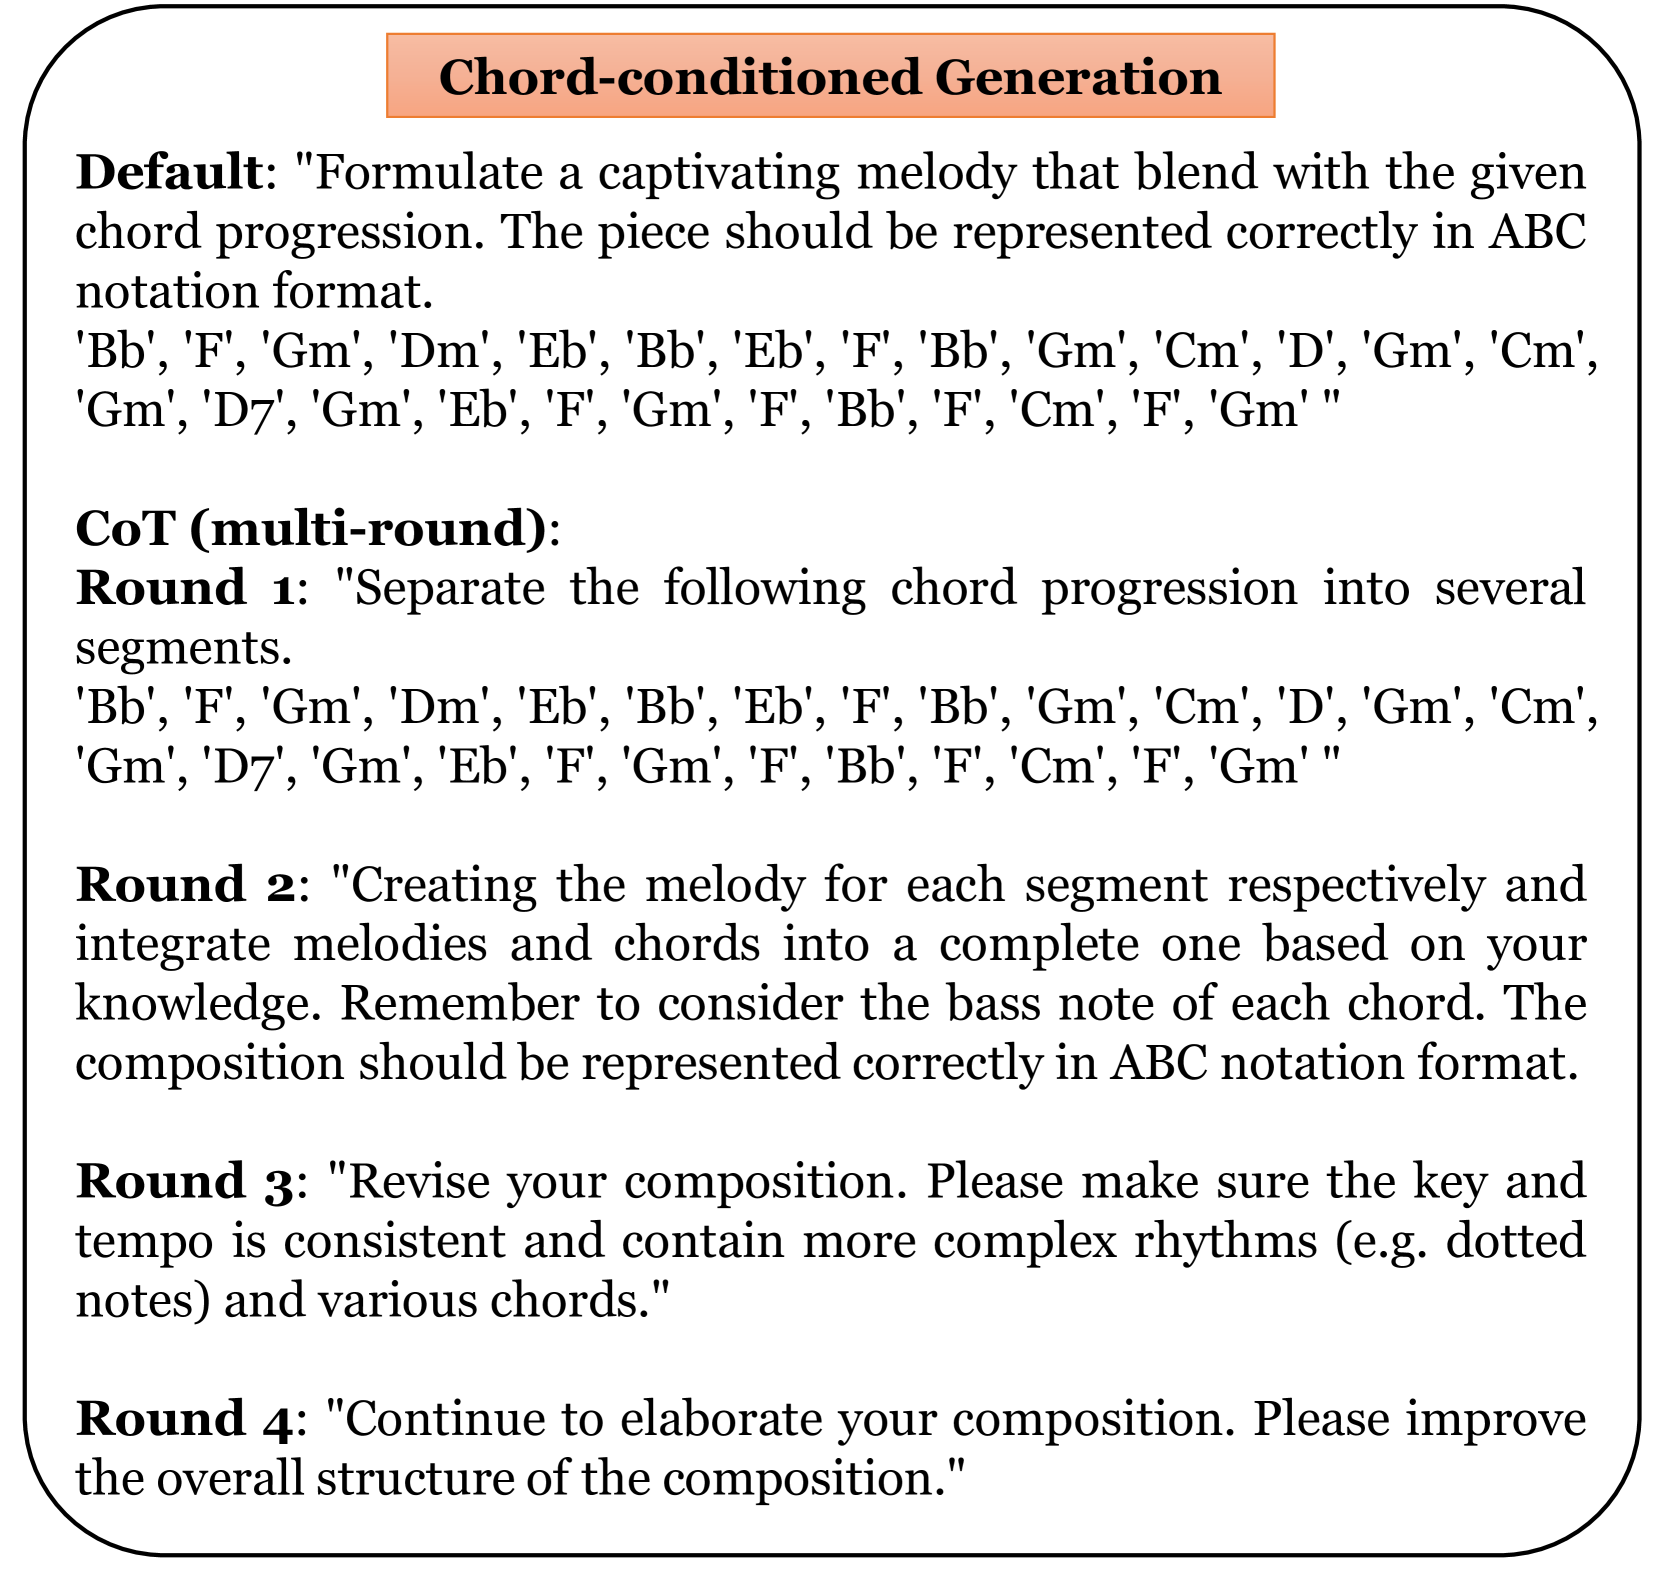 Chord-conditioned Generation
Default: "Formulate a captivating melody that blend with the given
chord progression. The piece should be represented correctly in ABC
notation format.
'Bb', 'F', 'Gm', 'Dm', 'Eb', 'Bb', 'Eb', 'F', 'Bb', 'Gm', 'Cm', 'D', 'Gm', 'Cm',
'Gm', 'D7', 'Gm', 'Eb', 'F', 'Gm', 'F', 'Bb', 'F', 'Cm', 'F', 'Gm' "
CoT (multi-round):
Round 1: "Separate the following chord progression into several
segments.
'Bb', 'F', 'Gm', 'Dm', 'Eb', 'Bb', 'Eb', 'F', 'Bb', 'Gm', 'Cm', 'D', 'Gm', 'Cm',
'Gm', 'D7', 'Gm', 'Eb', 'F', 'Gm', 'F', 'Bb', 'F', 'Cm', 'F', 'Gm' "
Round 2: "Creating the melody for each segment respectively and
integrate melodies and chords into a complete one based on your
knowledge. Remember to consider the bass note of each chord. The
composition should be represented correctly in ABC notation format.
Round 3: "Revise your composition. Please make sure the key and
tempo is consistent and contain more complex rhythms (e.g. dotted
notes) and various chords."
Round 4: "Continue to elaborate your composition. Please improve
the overall structure of the composition."